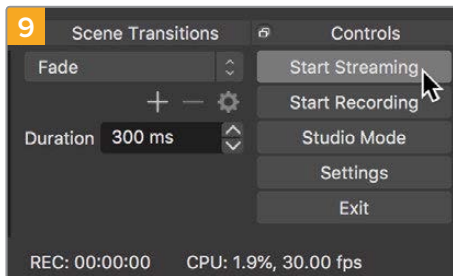 9
Scene Transitions
Controls
Fade
Start Streaming
Start Recording
Duration 300 ms
Studio Mode
Settings
Exit
REC: 00:00:00 CPU: 1.9%, 30.00 fps